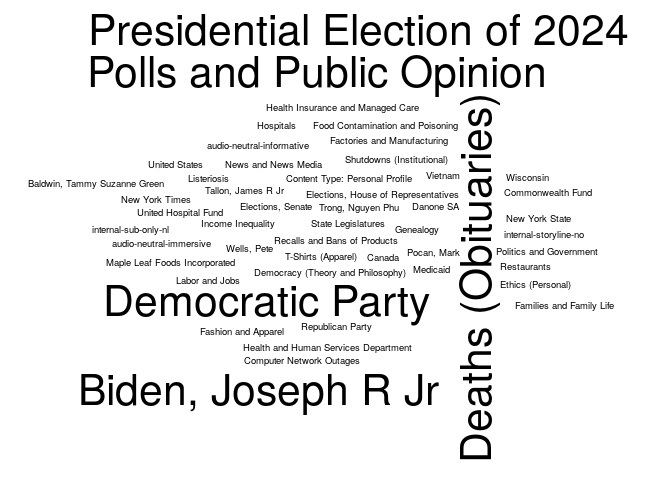 Presidential Election of 2024
Polls and Public Opinion
Health Insurance and Managed Care
Hospitals
Food Contamination and Poisoning
audio-neutral-informative
Factories and Manufacturing
United States
News and News Media
Shutdowns (Institutional)
Baldwin, Tammy Suzanne Green
Listeriosis
Content Type: Personal Profile
Vietnam
Wisconsin
New York Times
Tallon, James R Jr
Elections, House of Representatives
Commonwealth Fund
United Hospital Fund
Elections, Senate
Trong, Nguyen Phu
Danone SA
internal-sub-only-nl
Income Inequality
State Legislatures
Genealogy
New York State
internal-storyline-no
audio-neutral-immersive
Wells, Pete
Recalls and Bans of Products
T-Shirts (Apparel)
Canada
Pocan, Mark
Politics and Government
Maple Leaf Foods Incorporated
Democracy (Theory and Philosophy)
Medicaid
Restaurants
Labor and Jobs
Ethics (Personal)
Democratic Party
Deaths (Obituaries)
Families and Family Life
Fashion and Apparel
Republican Party
Health and Human Services Department
Computer Network Outages
Biden, Joseph R Jr